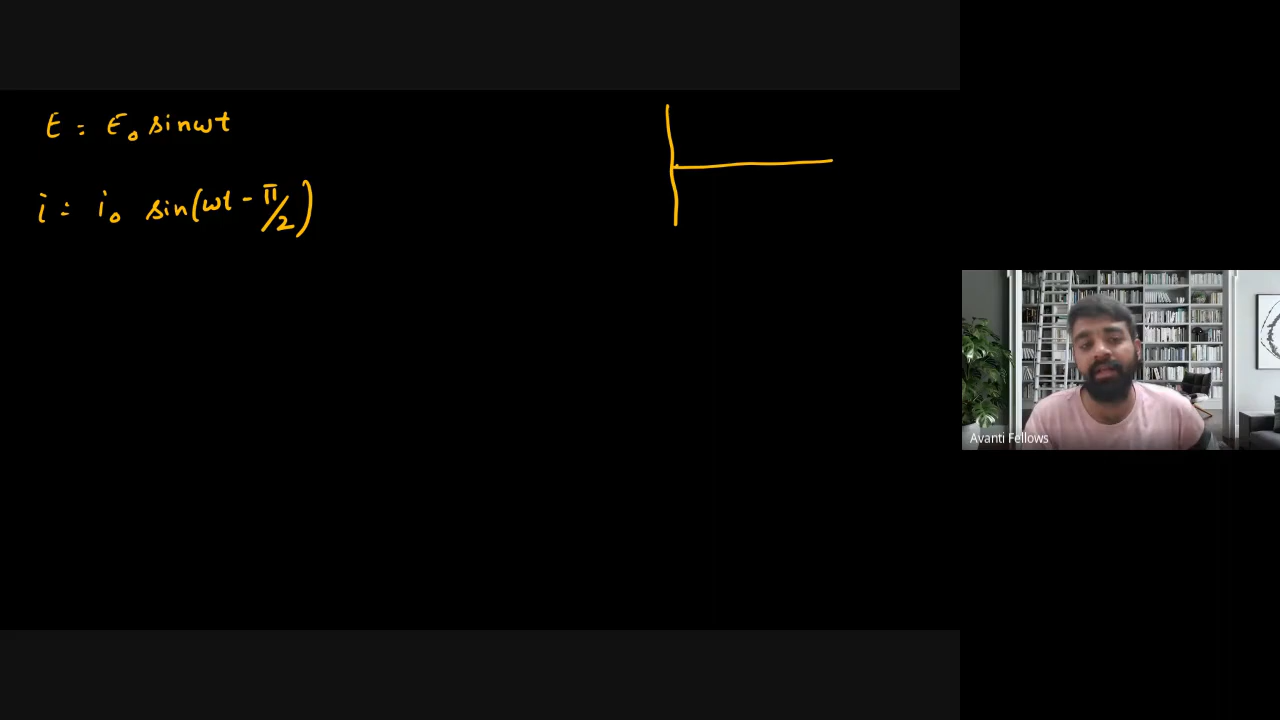 E = E₀ sinωt
i = i₀ sin(ωt - π/2)
Avanti Fellows